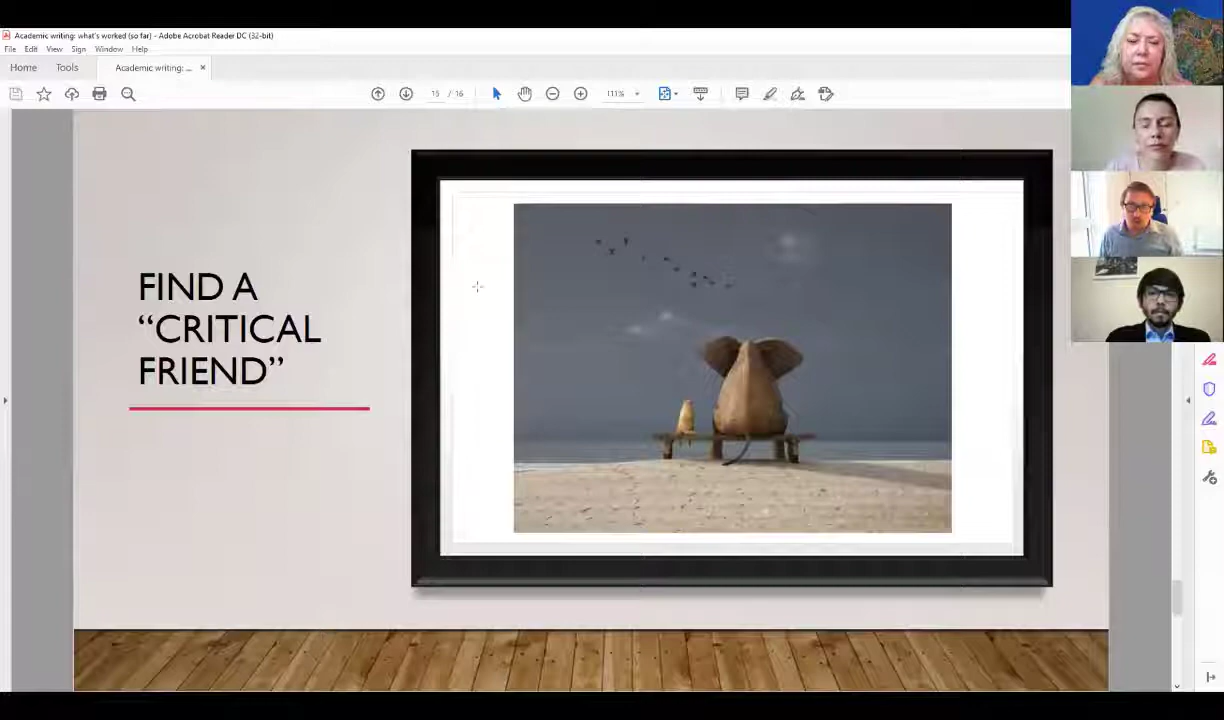 Academic writing: what's worked (so far) - Adobe Acrobat Reader DC (32-bit)
File Edit View Sign Window Help
Home Tools Academic writing: ... ×
15 / 16 111%
FIND A
“CRITICAL
FRIEND”